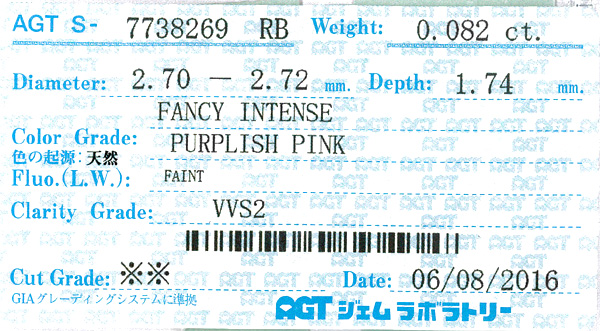 AGT S- 7738269 RB Weight: 0.082 ct.
Diameter: 2.70 — 2.72 mm. Depth: 1.74 mm.
FANCY INTENSE
Color Grade: PURPLISH PINK
色の起源: 天然
Fluo.(L.W.): FAINT
Clarity Grade: VVS2
Cut Grade: ※※ Date: 06/08/2016
GIAグレーディングシステムに準拠 AGT ジェム ラボラトリー